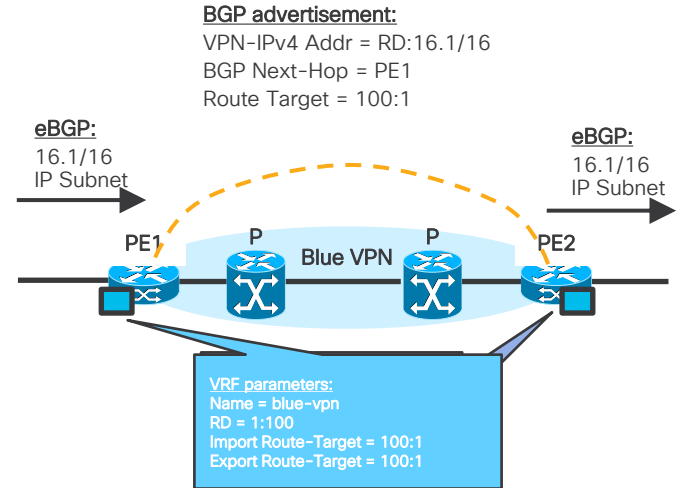 BGP advertisement:
VPN-IPv4 Addr = RD:16.1/16
BGP Next-Hop = PE1
Route Target = 100:1
eBGP:
16.1/16
IP Subnet
eBGP:
16.1/16
IP Subnet
PE1
P
Blue VPN
P
PE2
VRF parameters:
Name = blue-vpn
RD = 1:100
Import Route-Target = 100:1
Export Route-Target = 100:1